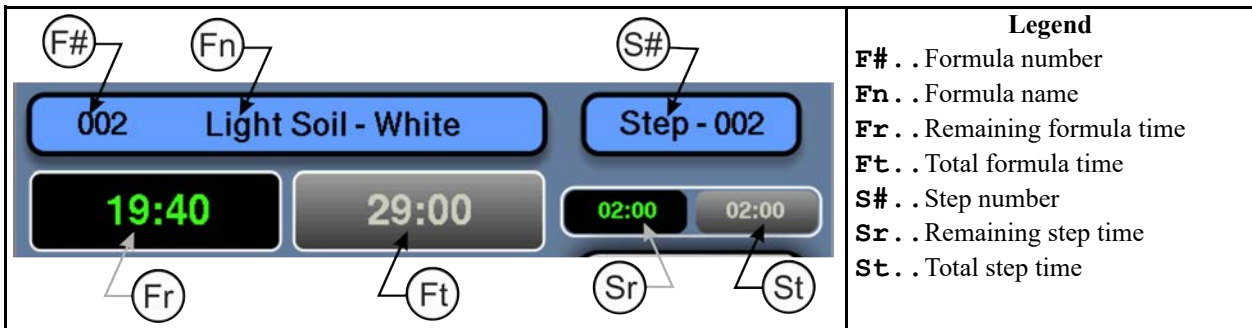 F#
Fn
S#
002 Light Soil - White
Step - 002
19:40
29:00
02:00
02:00
Fr
Ft
Sr
St
Legend
F#..Formula number
Fn..Formula name
Fr..Remaining formula time
Ft..Total formula time
S#..Step number
Sr..Remaining step time
St..Total step time